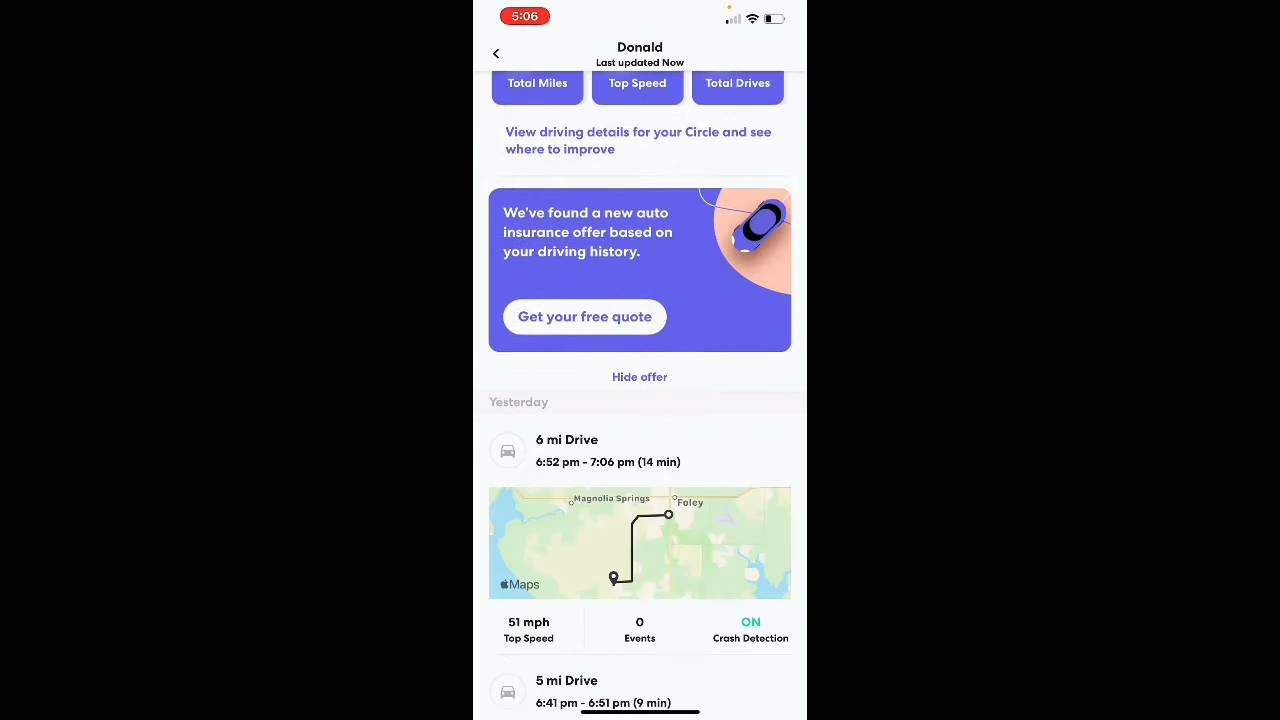 5:06
Donald
Last updated Now
Total Miles
Top Speed
Total Drives
View driving details for your Circle and see
where to improve
We've found a new auto
insurance offer based on
your driving history.
Get your free quote
Hide offer
Yesterday
6 mi Drive
6:52 pm - 7:06 pm (14 min)
Magnolia Springs
Foley
Maps
51 mph
Top Speed
0
Events
ON
Crash Detection
5 mi Drive
6:41 pm - 6:51 pm (9 min)